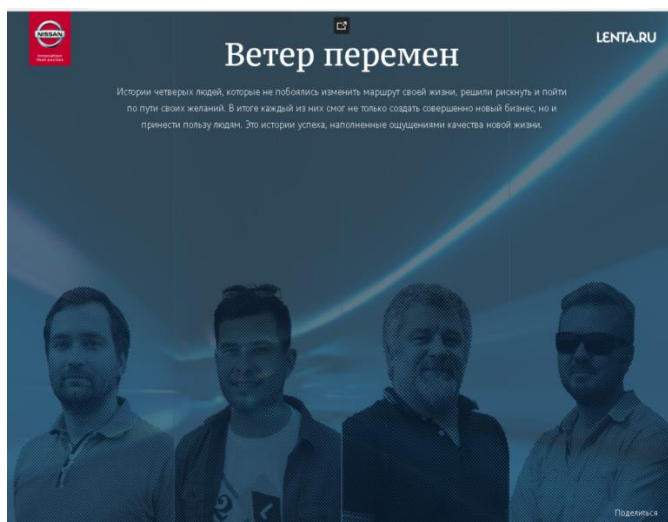 NISSAN
LENTA.RU
Ветер перемен
Истории четверых людей, которые не побоялись изменить маршрут своей жизни, решили рискнуть и пойти
по пути своих желаний. В итоге каждый из них смог не только создать совершенно новый бизнес, но и
принести пользу людям. Это истории успеха, наполненные ощущениями качества новой жизни.
Поделиться